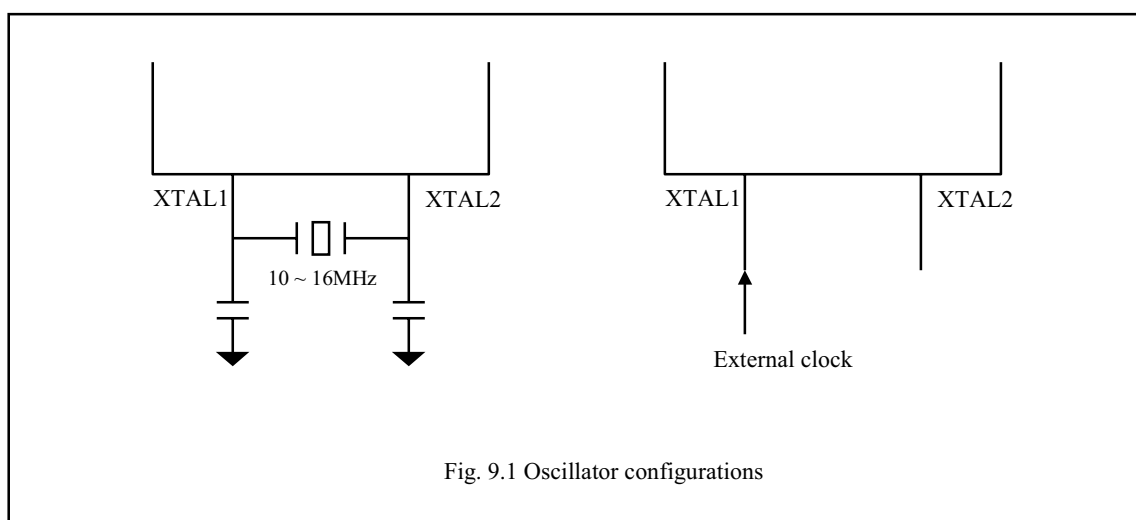 XTAL1
XTAL2
10 ~ 16MHz
XTAL1
XTAL2
External clock
Fig. 9.1 Oscillator configurations